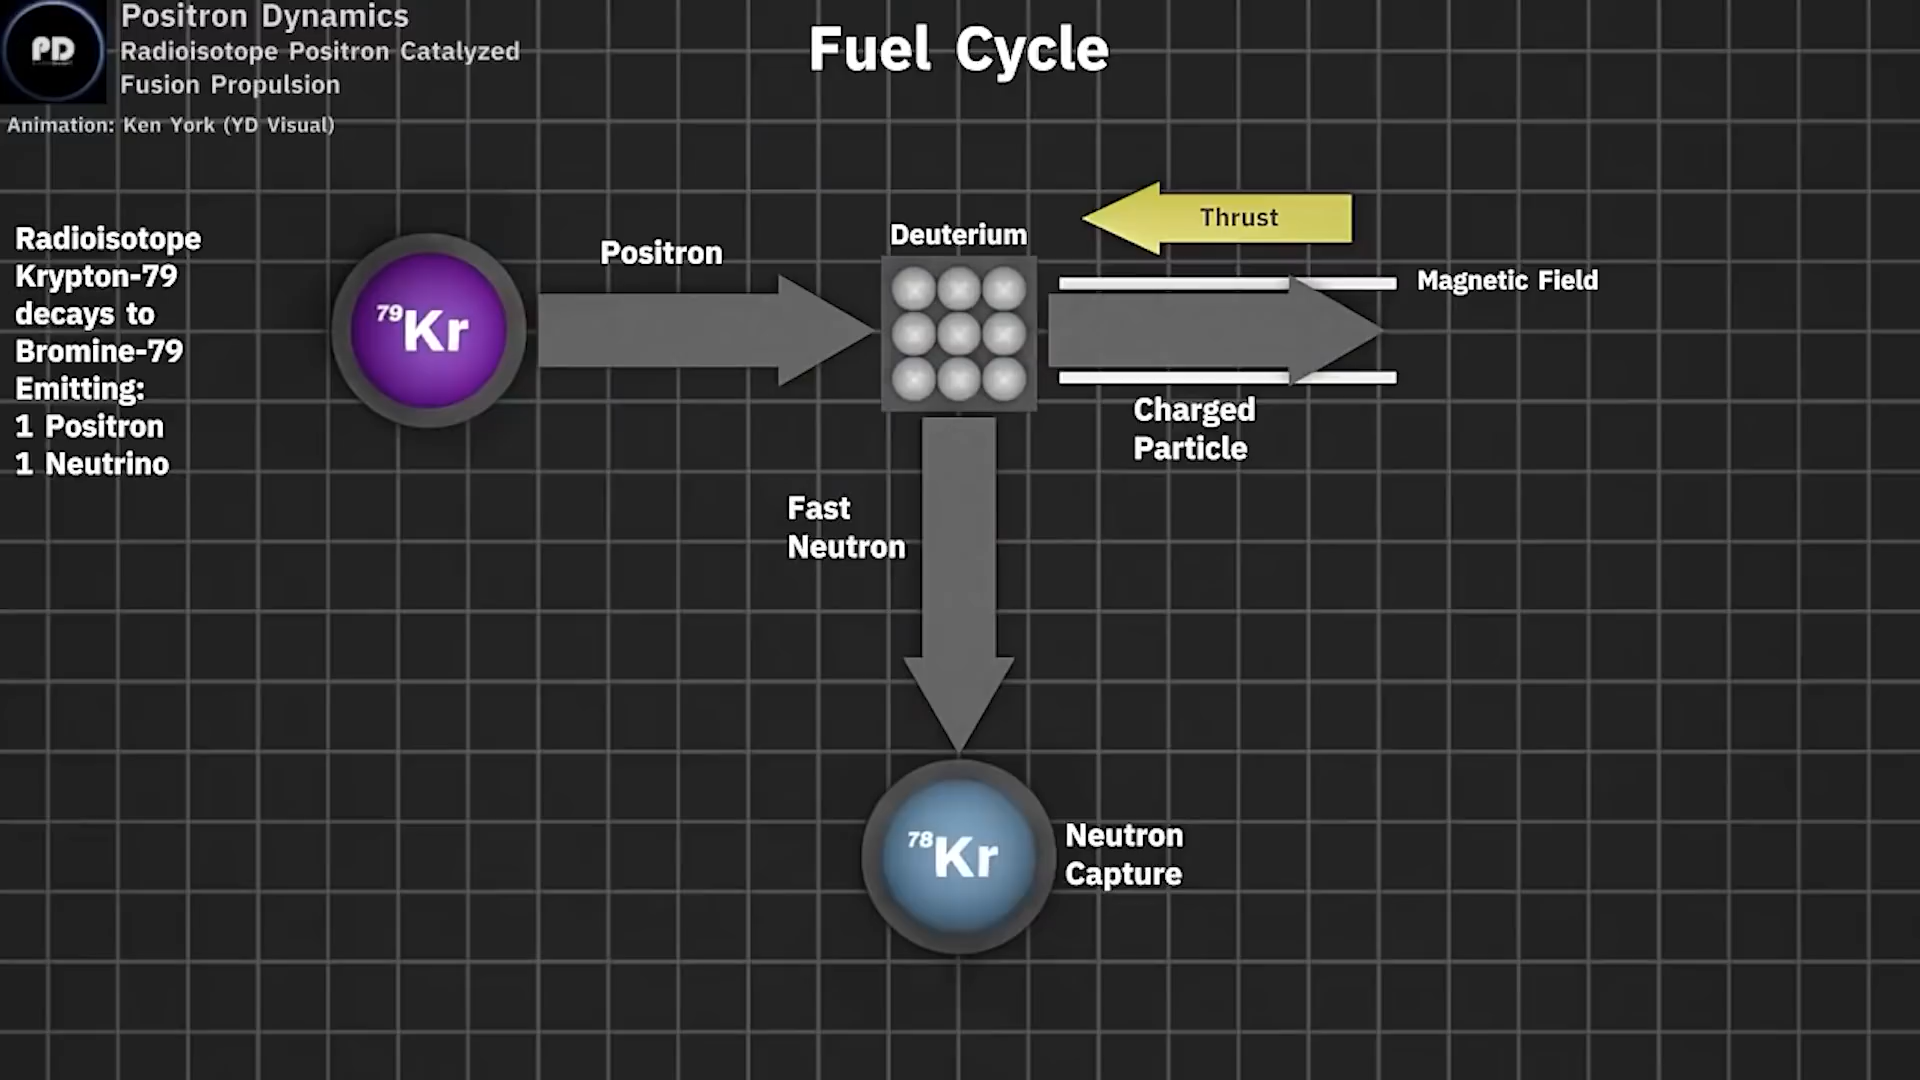 PD
Positron Dynamics
Radioisotope Positron Catalyzed
Fusion Propulsion
Animation: Ken York (YD Visual)
Fuel Cycle
Radioisotope
Krypton-79
decays to
Bromine-79
Emitting:
1 Positron
1 Neutrino
79Kr
Positron
Deuterium
Thrust
Magnetic Field
Charged
Particle
Fast
Neutron
78Kr
Neutron
Capture